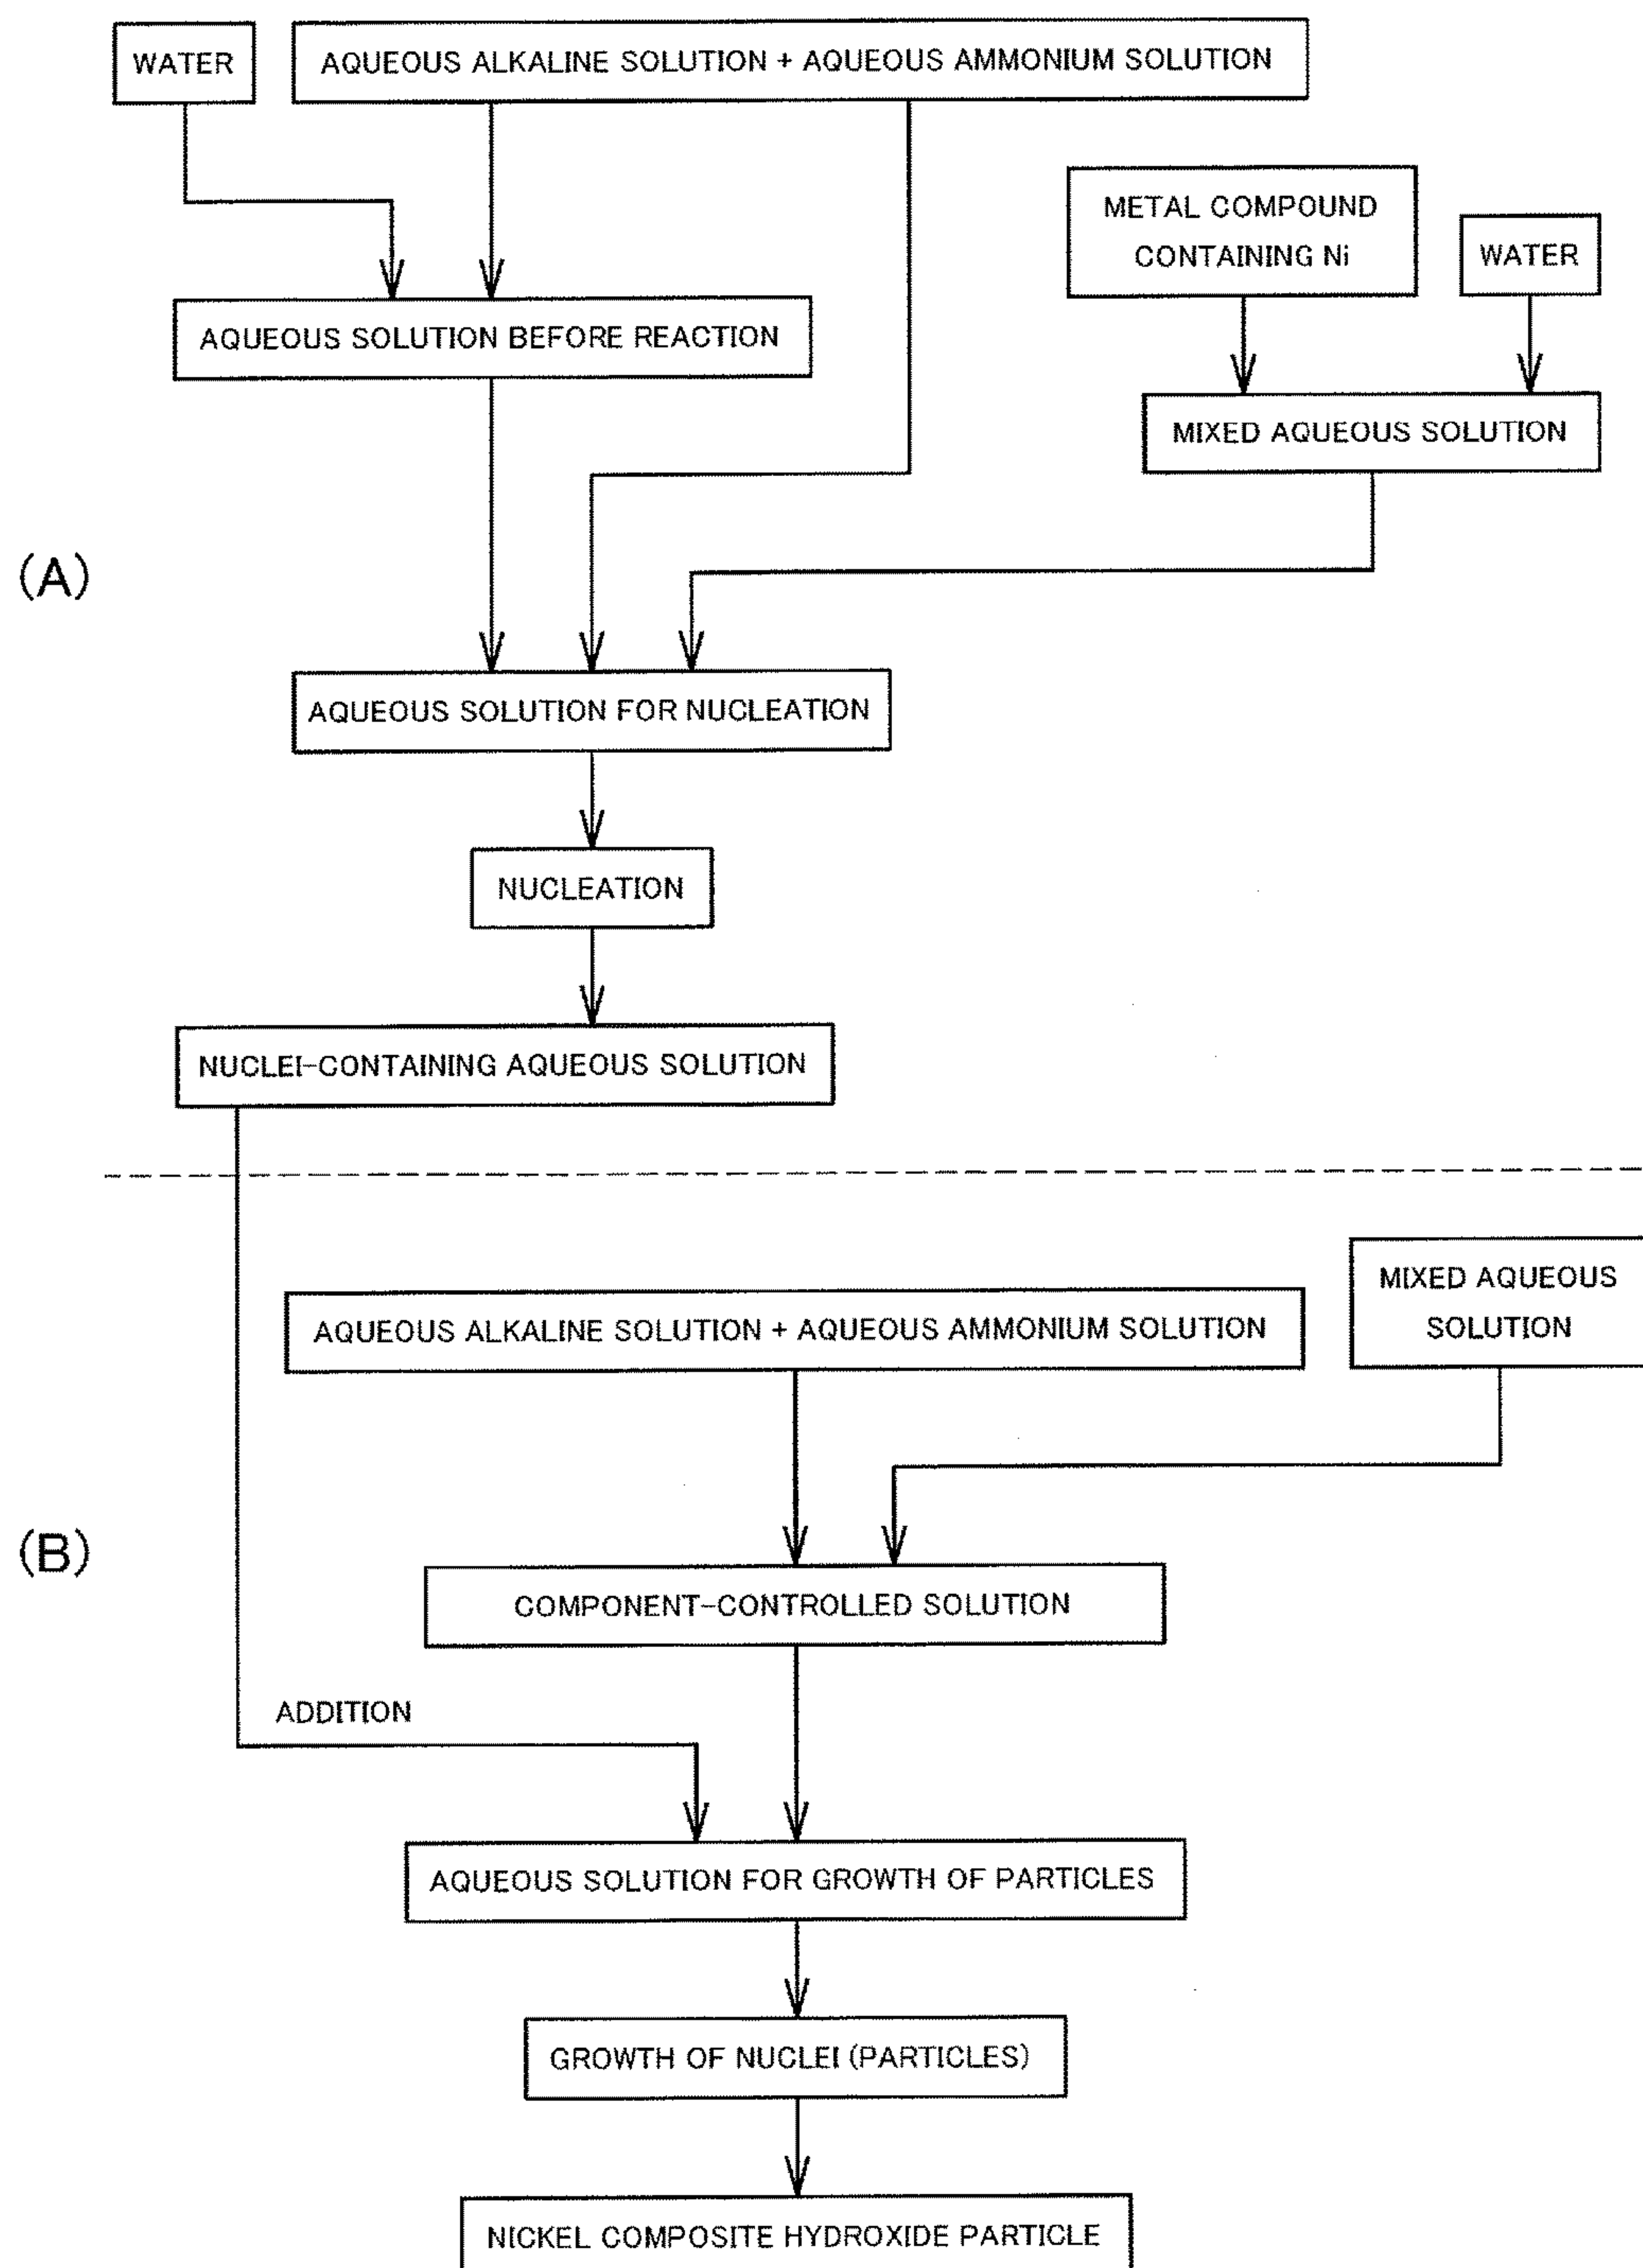 WATER
AQUEOUS ALKALINE SOLUTION + AQUEOUS AMMONIUM SOLUTION
METAL COMPOUND
CONTAINING Ni
WATER
AQUEOUS SOLUTION BEFORE REACTION
MIXED AQUEOUS SOLUTION
(A)
AQUEOUS SOLUTION FOR NUCLEATION
NUCLEATION
NUCLEI-CONTAINING AQUEOUS SOLUTION
MIXED AQUEOUS
SOLUTION
AQUEOUS ALKALINE SOLUTION + AQUEOUS AMMONIUM SOLUTION
(B)
COMPONENT-CONTROLLED SOLUTION
ADDITION
AQUEOUS SOLUTION FOR GROWTH OF PARTICLES
GROWTH OF NUCLEI (PARTICLES)
NICKEL COMPOSITE HYDROXIDE PARTICLE